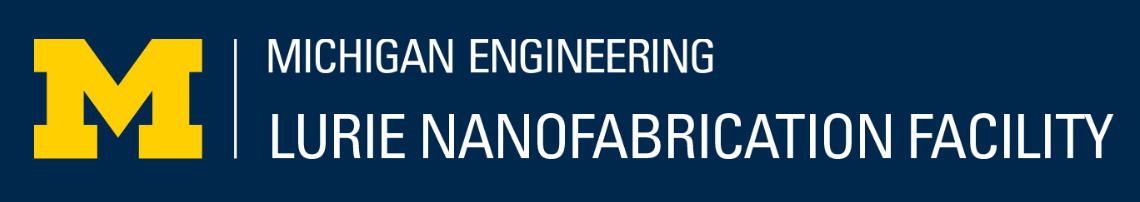 M
MICHIGAN ENGINEERING
LURIE NANOFABRICATION FACILITY